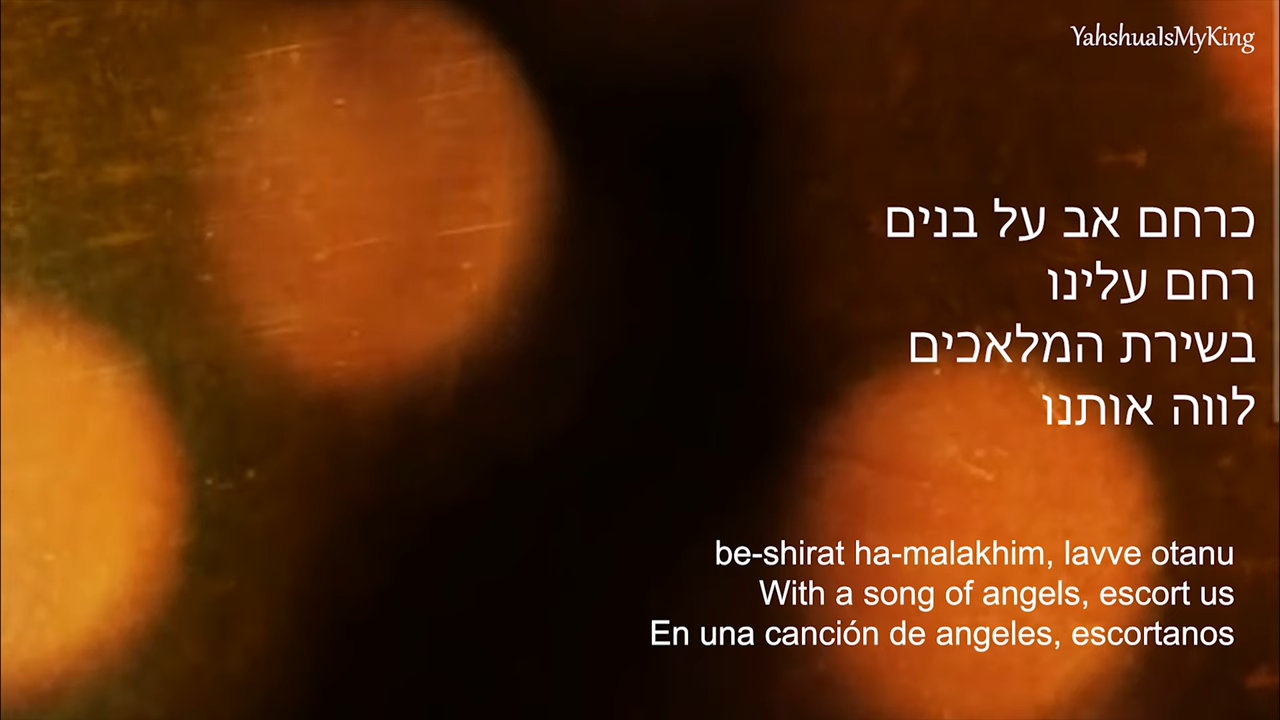 YahshuaIsMyKing
כרחם אב על בנים
רחם עלינו
בשירת המלאכים
לווה אותנו
be-shirat ha-malakhim, lavve otanu
With a song of angels, escort us
En una canción de angeles, escortanos